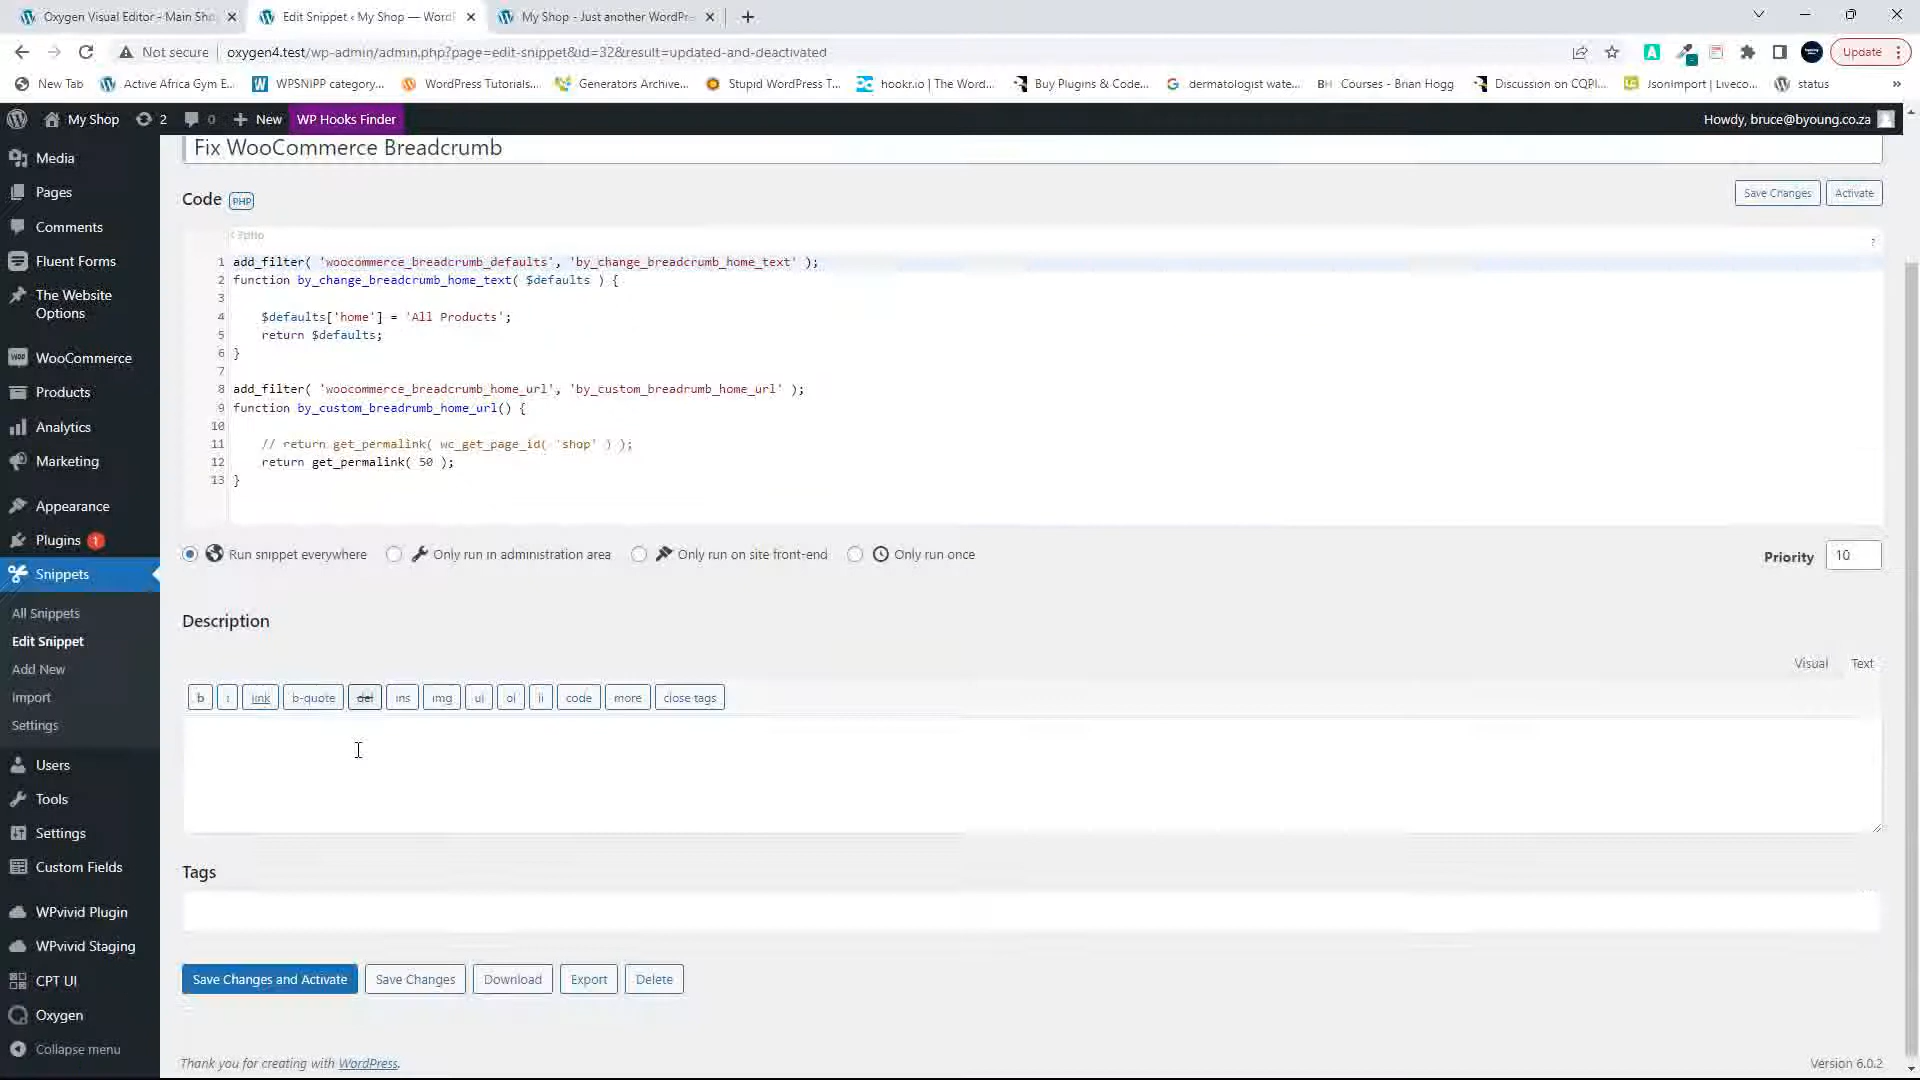 Oxygen Visual Editor - Main Sho
Edit Snippet ‹ My Shop — WordP
My Shop - Just another WordPre
Not secure
oxygen4.test/wp-admin/admin.php?page=edit-snippet&id=32&result=updated-and-deactivated
Update
New Tab
Active Africa Gym E...
WPSNIPP category...
WordPress Tutorials...
Generators Archive...
Stupid WordPress T...
hookr.io | The Word...
Buy Plugins & Code...
dermatologist wate...
BH Courses - Brian Hogg
Discussion on CQPI...
Jsonimport | Liveco...
status
»
My Shop
2
0
New
WP Hooks Finder
Howdy, bruce@byoung.co.za
Media
Pages
Comments
Fluent Forms
The Website
Options
WooCommerce
Products
Analytics
Marketing
Appearance
Plugins 1
Snippets
All Snippets
Edit Snippet
Add New
Import
Settings
Users
Tools
Settings
Custom Fields
WPvivid Plugin
WPvivid Staging
CPT UI
Oxygen
Collapse menu
Fix WooCommerce Breadcrumb
Code PHP
Save Changes
Activate
<?php
?
1 add_filter( 'woocommerce_breadcrumb_defaults', 'by_change_breadcrumb_home_text' );
2 function by_change_breadcrumb_home_text( $defaults ) {
3
4 $defaults['home'] = 'All Products';
5 return $defaults;
6 }
7
8 add_filter( 'woocommerce_breadcrumb_home_url', 'by_custom_breadrumb_home_url' );
9 function by_custom_breadrumb_home_url() {
10
11 // return get_permalink( wc_get_page_id( 'shop' ) );
12 return get_permalink( 50 );
13 }
Run snippet everywhere
Only run in administration area
Only run on site front-end
Only run once
Priority
10
Description
Visual
Text
b
i
link
b-quote
del
ins
img
ul
ol
li
code
more
close tags
Tags
Save Changes and Activate
Save Changes
Download
Export
Delete
Thank you for creating with WordPress.
Version 6.0.2